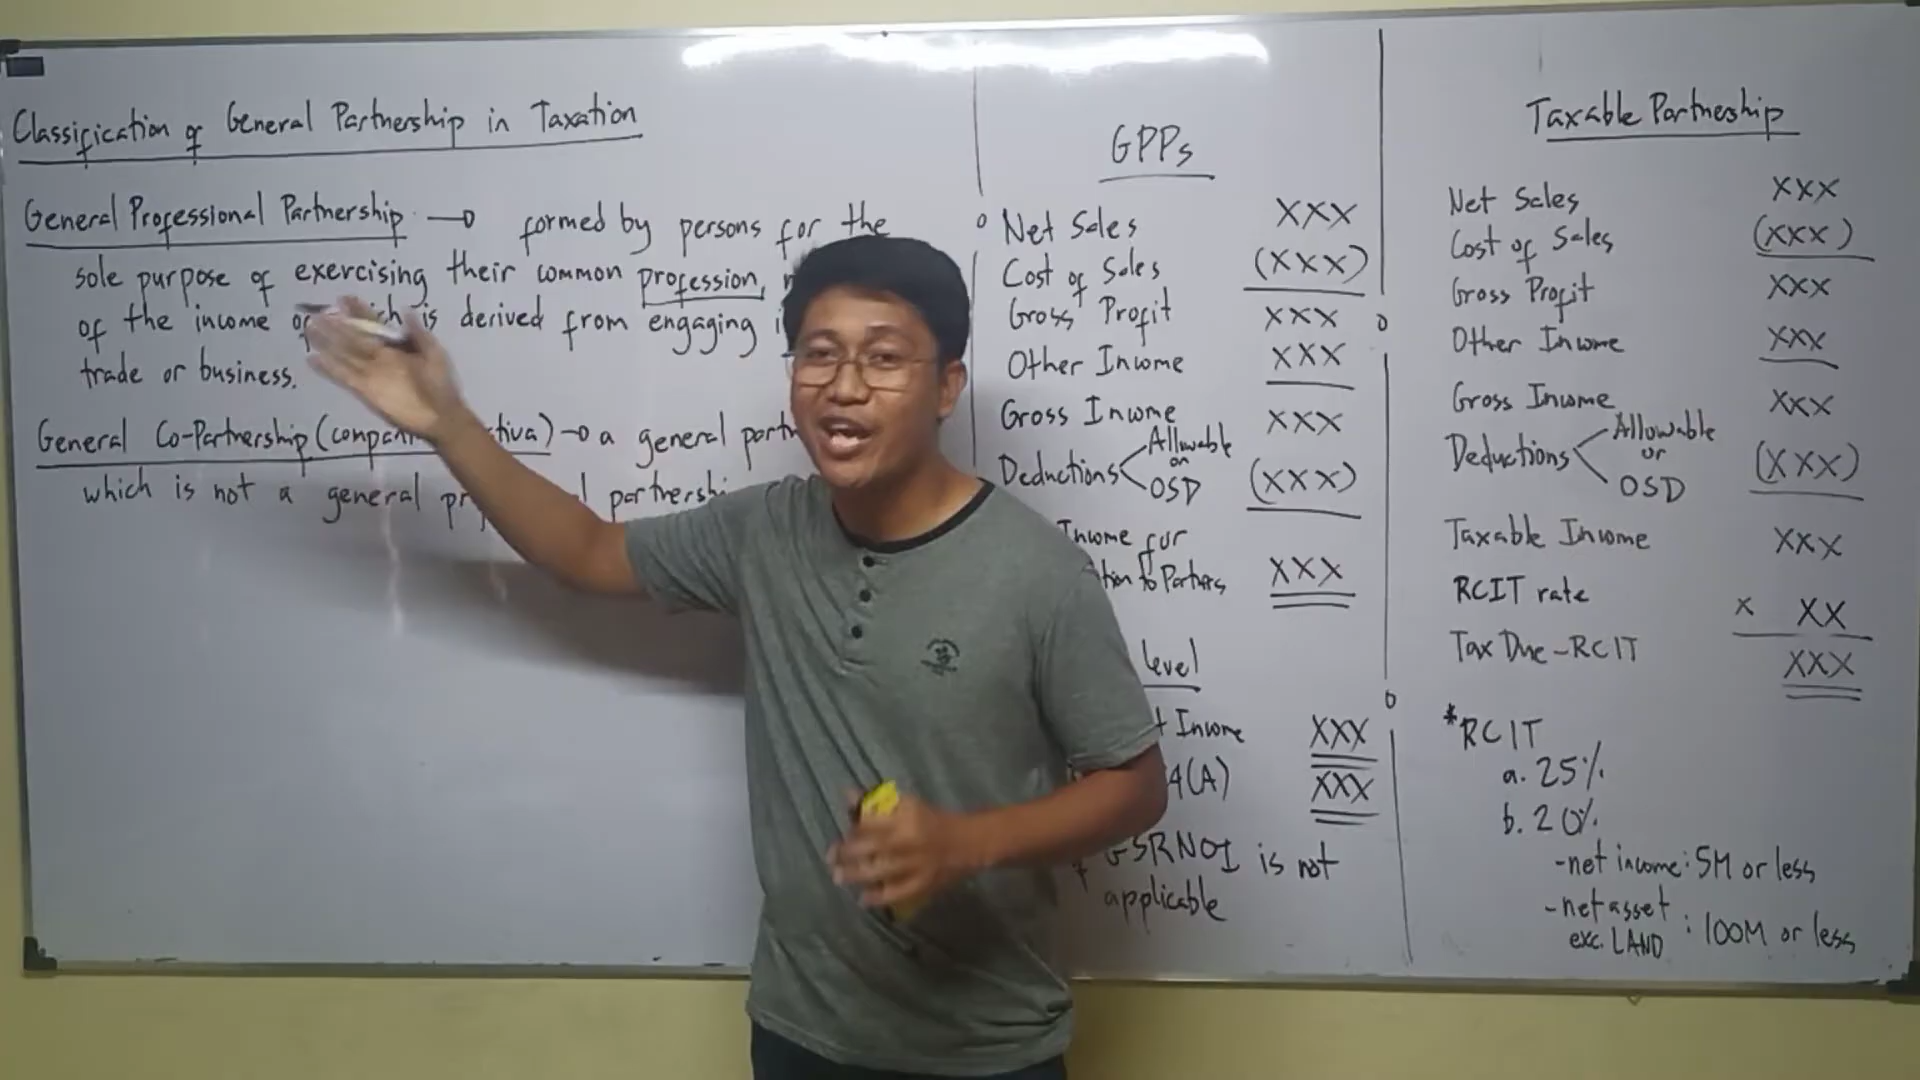 Classification of General Partnership in Taxation
General Professional Partnership → formed by persons for the
sole purpose of exercising their common profession,
of the income of which is derived from engaging
trade or business.
General Co-Partnership (
→ a general
which is not a general
GPPs
Net Sales XXX
Cost of Sales (XXX)
Gross Profit XXX
Other Income XXX
Gross Income XXX
Allowable
Deductions or (XXX)
OSD
Income for
to Partners XXX
level
Income XXX
XXX
GSRNOI is not
applicable
Taxable Partnership
Net Sales XXX
Cost of Sales (XXX)
Gross Profit XXX
Other Income XXX
Gross Income XXX
Allowable
Deductions or (XXX)
OSD
Taxable Income XXX
RCIT rate x XX
Tax Due-RCIT XXX
*RCIT
a. 25%
b. 20%
-net income: 5M or less
-net asset
exc. LAND : 100M or less